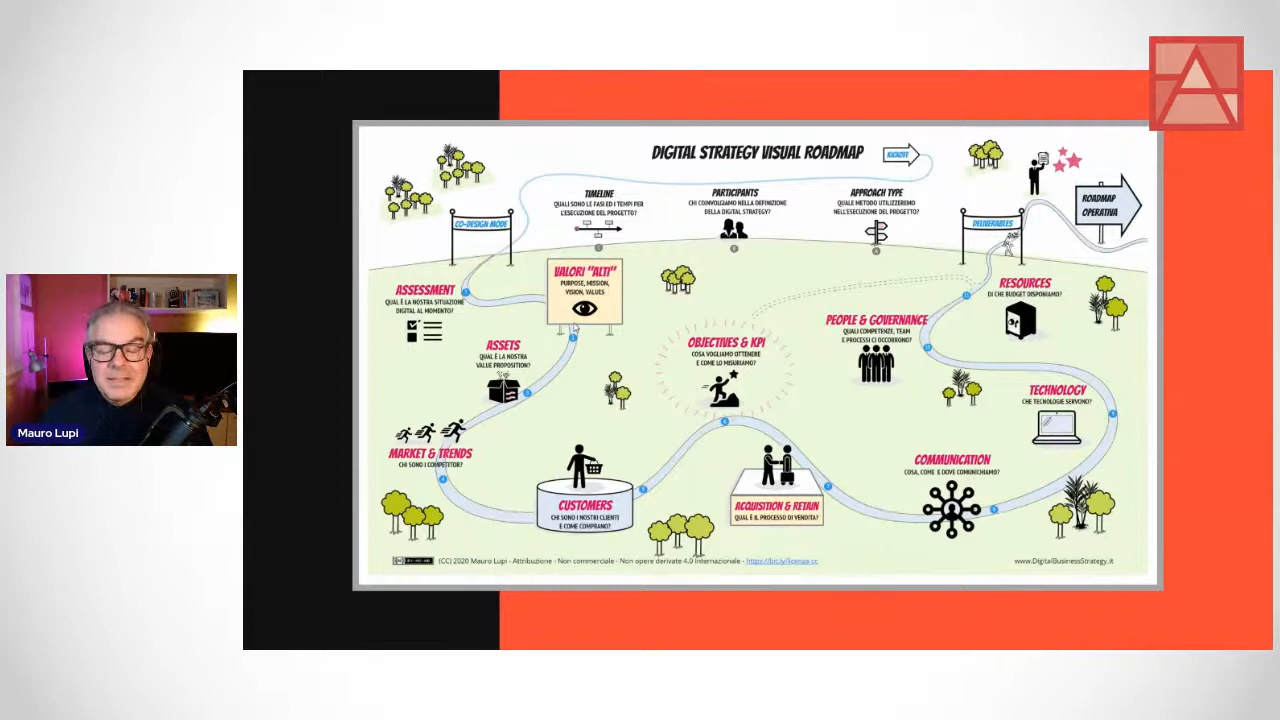 DIGITAL STRATEGY VISUAL ROADMAP
KICKOFF
TIMELINE
QUALI SONO LE FASI ED I TEMPI PER
L'ESECUZIONE DEL PROGETTO?
PARTICIPANTS
CHI COINVOLGIAMO NELLA DEFINIZIONE
DELLA DIGITAL STRATEGY?
APPROACH TYPE
QUALE METODO UTILIZZEREMO
NELL'ESECUZIONE DEL PROGETTO?
ROADMAP
OPERATIVA
CO-DESIGN MODE
DELIVERABLES
ASSESSMENT
QUAL È LA NOSTRA SITUAZIONE
DIGITAL AL MOMENTO?
VALORI "ALTI"
PURPOSE, MISSION,
VISION, VALUES
ASSETS
QUAL È LA NOSTRA
VALUE PROPOSITION?
MARKET & TRENDS
CHI SONO I COMPETITOR?
CUSTOMERS
CHI SONO I NOSTRI CLIENTI
E COME COMPRANO?
OBJECTIVES & KPI
COSA VOGLIAMO OTTENERE
E COME LO MISURIAMO?
ACQUISITION & RETAIN
QUAL È IL PROCESSO DI VENDITA?
COMMUNICATION
COSA, COME E DOVE COMUNICHIAMO?
TECHNOLOGY
CHE TECNOLOGIE SERVONO?
PEOPLE & GOVERNANCE
QUALI COMPETENZE, TEAM
E PROCESSI CI OCCORRONO?
RESOURCES
DI CHE BUDGET DISPONIAMO?
(CC) 2020 Mauro Lupi - Attribuzione - Non commerciale - Non opere derivate 4.0 Internazionale - https://bit.ly/licenza-cc
www.DigitalBusinessStrategy.it
Mauro Lupi